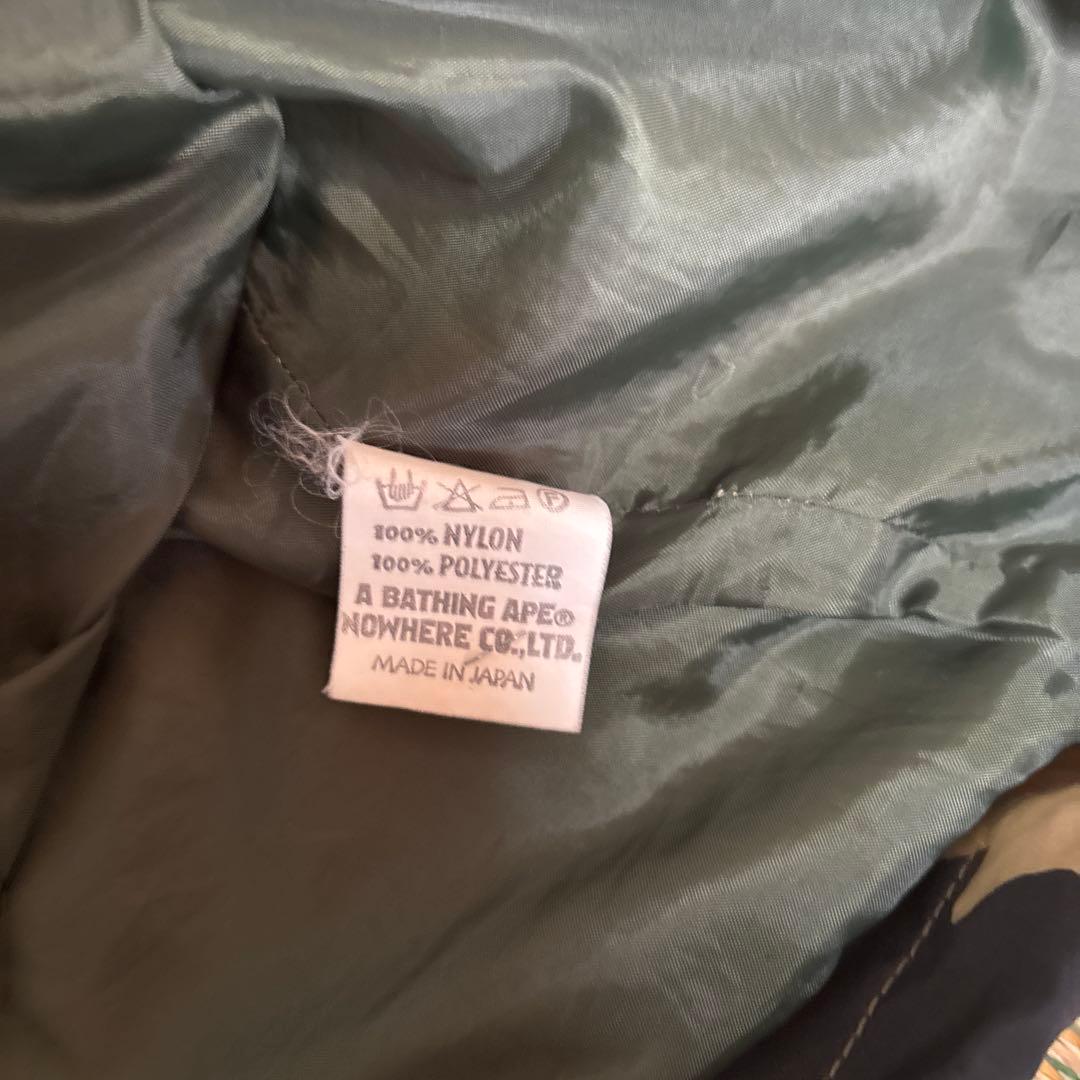 P
100% NYLON
100% POLYESTER
A BATHING APE®
NOWHERE CO.,LTD.
MADE IN JAPAN